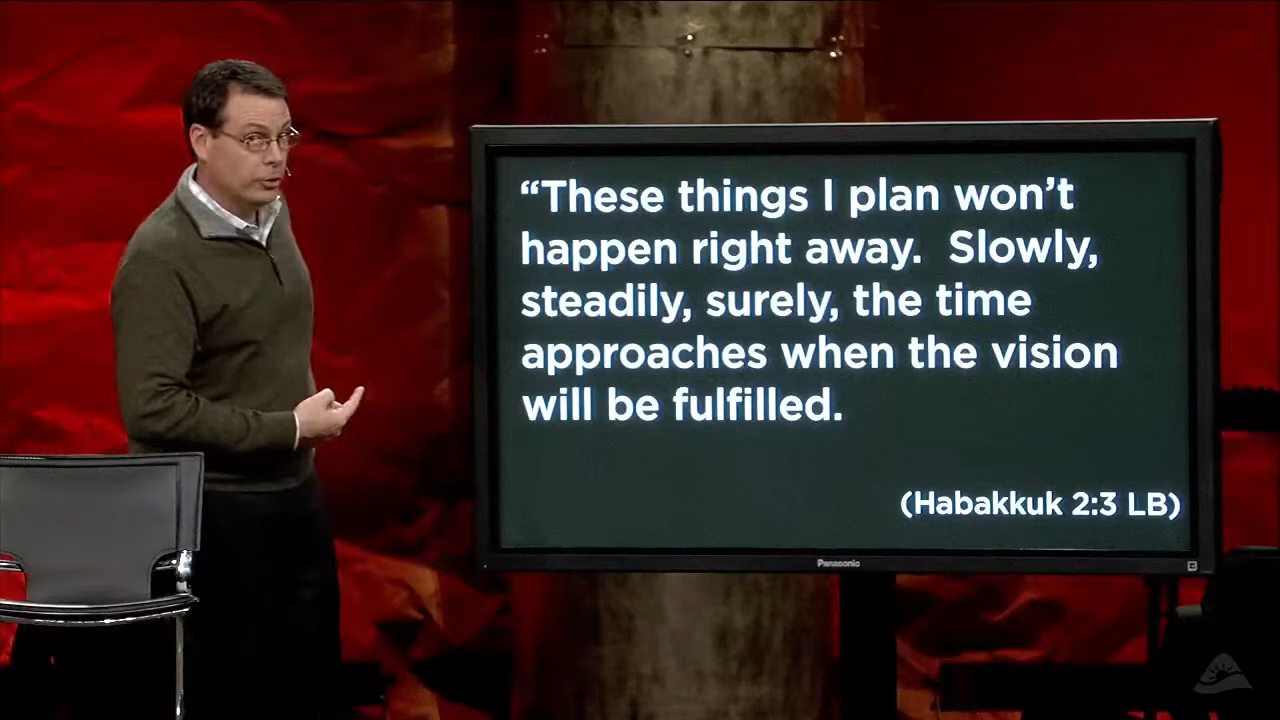 “These things I plan won’t
happen right away.  Slowly,
steadily, surely, the time
approaches when the vision
will be fulfilled.
(Habakkuk 2:3 LB)
Panasonic